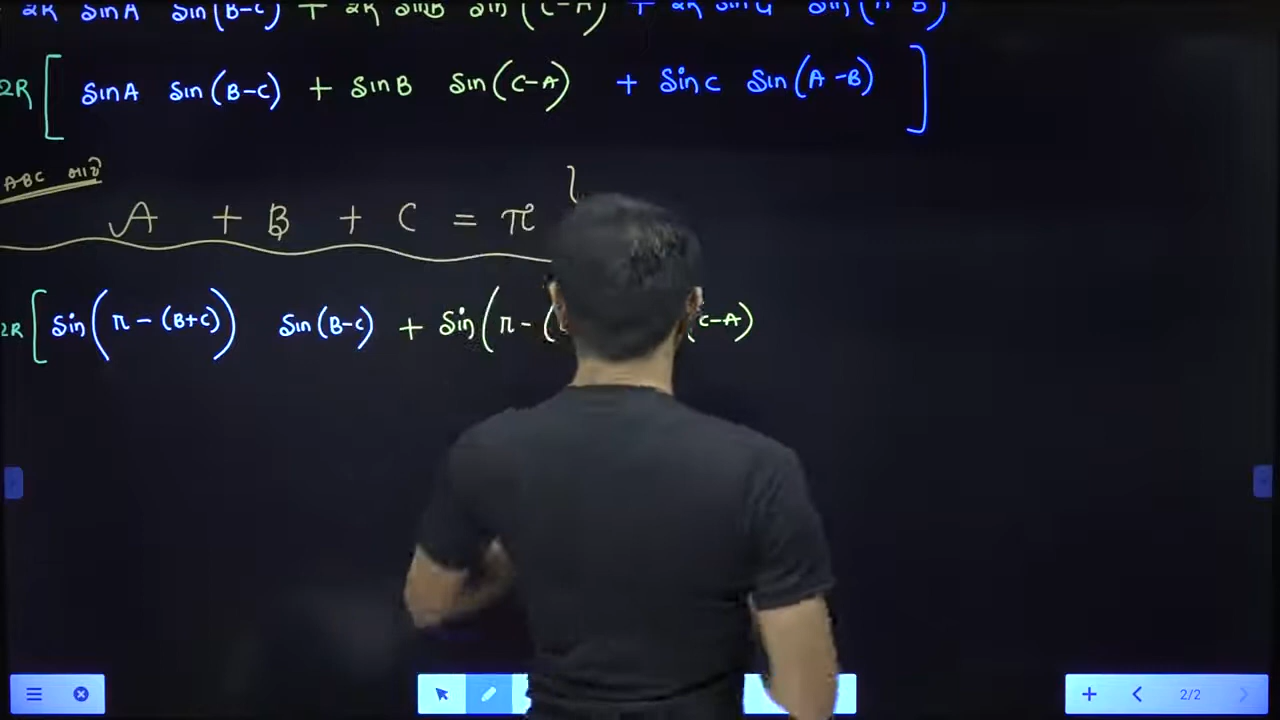 2R sinA sin(B-C) + 2R sinB sin(C-A) + 2R sin sin(A-B)
2R [ sinA sin(B-C) + sinB sin(C-A) + sinC sin(A-B) ]
ABC
A + B + C = π
2R [ sin(π-(B+C)) sin(B-C) + sin(π-( (C-A)
2/2